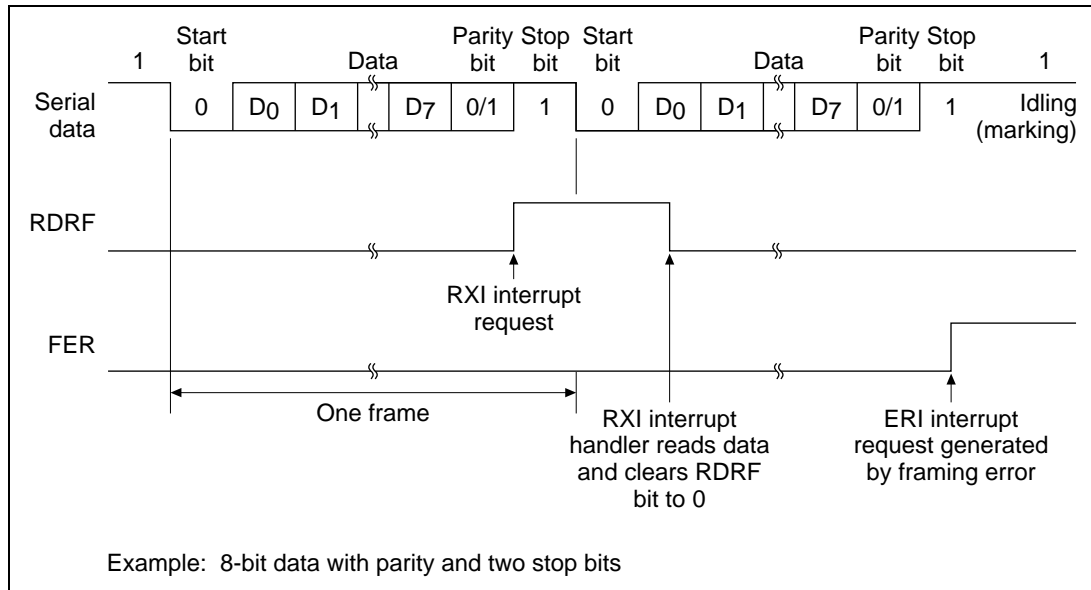 Start bit Parity bit Stop bit Start bit Parity bit Stop bit
1 Data Data 1
Serial data 0 D0 D1 D7 0/1 1 0 D0 D1 D7 0/1 1 Idling (marking)
RDRF
RXI interrupt
request
FER
One frame
RXI interrupt
handler reads data
and clears RDRF
bit to 0
ERI interrupt
request generated
by framing error
Example: 8-bit data with parity and two stop bits